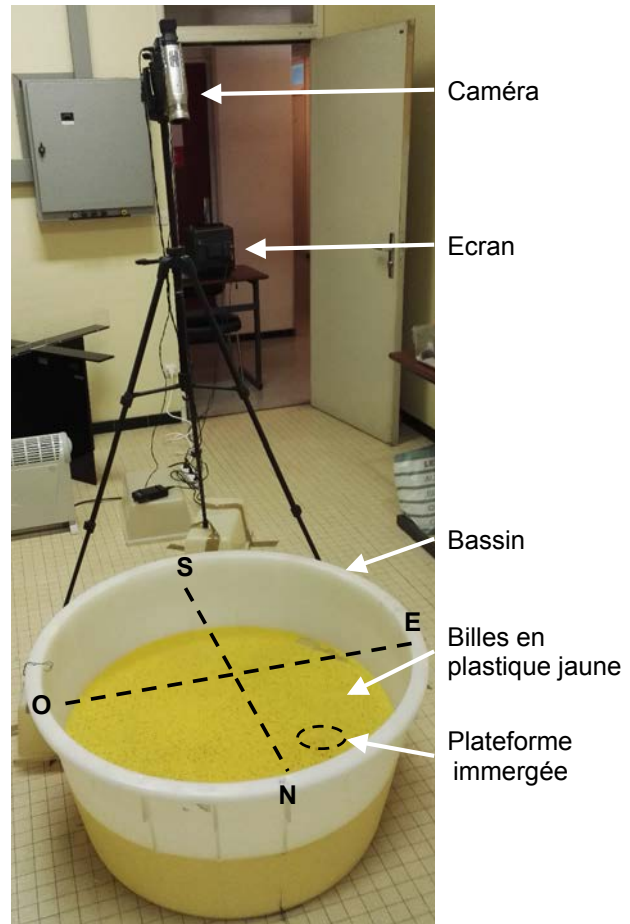 Caméra
Ecran
Bassin
S
E
Billes en
plastique jaune
O
Plateforme
immergée
N